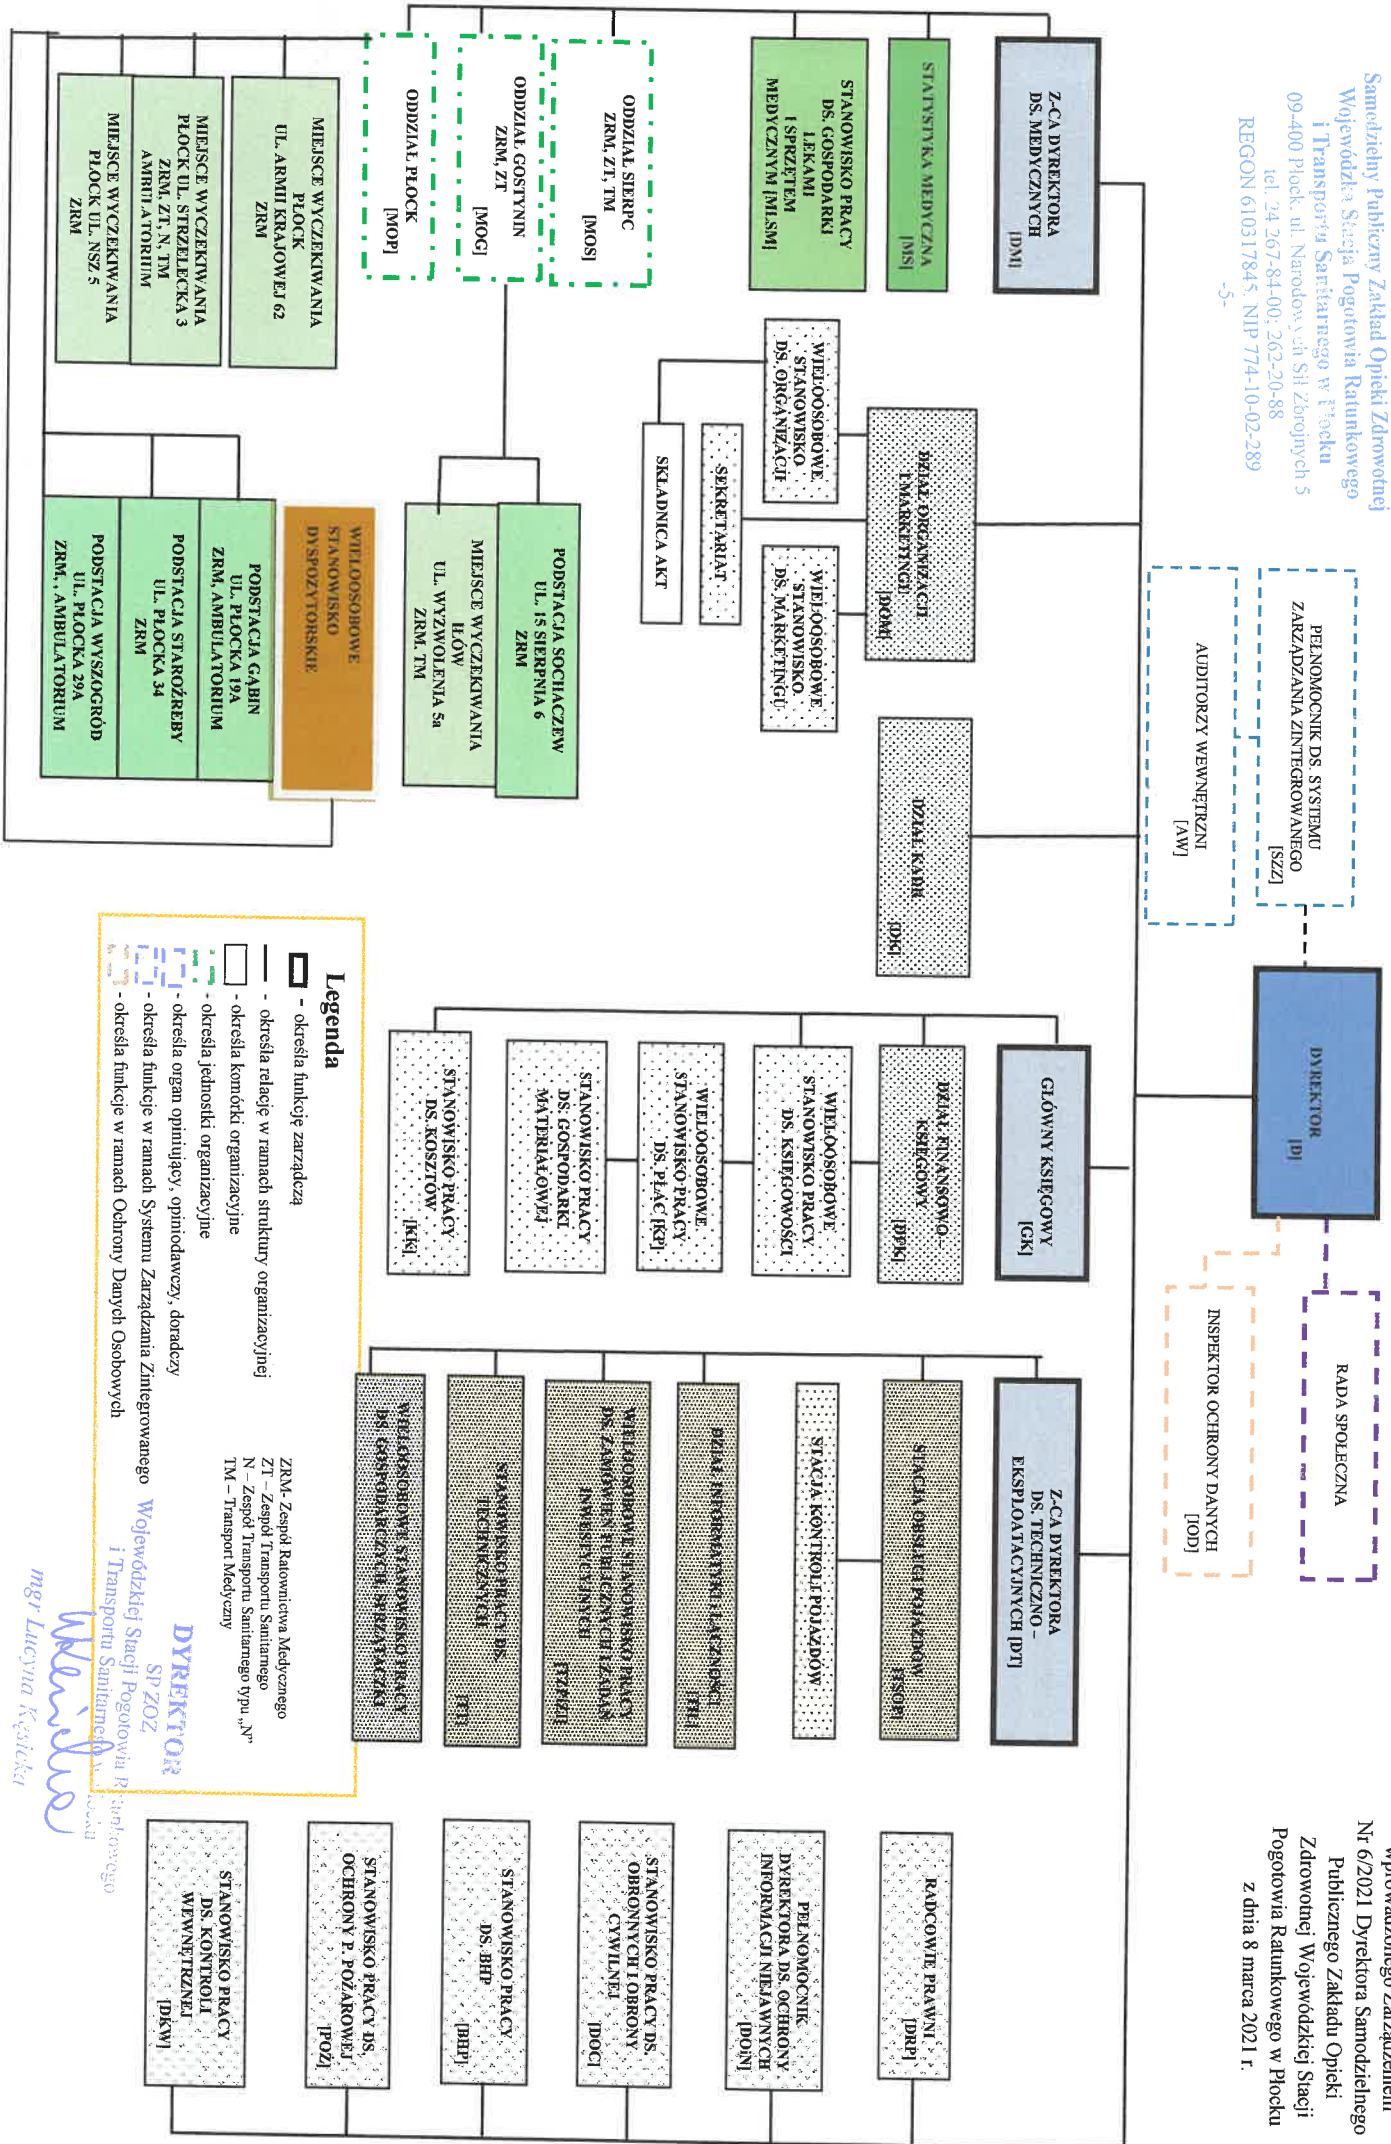 Samodzielny Publiczny Zakład Opieki Zdrowotnej
Wojewódzka Stacja Pogotowia Ratunkowego
i Transportu Sanitarnego w Płocku
09-400 Płock, ul. Narodowych Sił Zbrojnych 5
tel. 24 267-84-00; 262-20-88
REGON 610317845, NIP 774-10-02-289
-5-
wprowadzonego Zarządzeniem
Nr 6/2021 Dyrektora Samodzielnego
Publicznego Zakładu Opieki
Zdrowotnej Wojewódzkiej Stacji
Pogotowia Ratunkowego w Płocku
z dnia 8 marca 2021 r.
PEŁNOMOCNIK DS. SYSTEMU
ZARZĄDZANIA ZINTEGROWANEGO
[SZZ]
AUDITORZY WEWNĘTRZNI
[AW]
DYREKTOR
[D]
RADA SPOŁECZNA
INSPEKTOR OCHRONY DANYCH
[IOD]
Z-CA DYREKTORA
DS. MEDYCZNYCH
[DM]
STATYSTYKA MEDYCZNA
[MS]
STANOWISKO PRACY
DS. GOSPODARKI
LEKAMI
I SPRZĘTEM
MEDYCZNYM [MLSM]
ODDZIAŁ SIERPC
ZRM, ZT, TM
[MOS]
ODDZIAŁ GOSTYNIN
ZRM, ZT
[MOG]
ODDZIAŁ PŁOCK
[MOP]
MIEJSCE WYCZEKIWANIA
PŁOCK
UL. ARMII KRAJOWEJ 62
ZRM
MIEJSCE WYCZEKIWANIA
PŁOCK UL. STRZELECKA 3
ZRM, ZT, N, TM
AMBULATORIUM
MIEJSCE WYCZEKIWANIA
PŁOCK UL. NSZ 5
ZRM
DZIAŁ ORGANIZACJI
I MARKETINGU
[DOM]
WIELOOSOBOWE
STANOWISKO
DS. ORGANIZACJI
WIELOOSOBOWE
STANOWISKO
DS. MARKETINGU
SEKRETARIAT
SKŁADNICA AKT
PODSTACJA SOCHACZEW
UL. 15 SIERPNIA 6
ZRM
MIEJSCE WYCZEKIWANIA
IŁÓW
UL. WYZWOLENIA 5a
ZRM, TM
WIELOOSOBOWE
STANOWISKO
DYSPOZYTORSKIE
PODSTACJA GĄBIN
UL. PŁOCKA 19A
ZRM, AMBULATORIUM
PODSTACJA STAROŹREBY
UL. PŁOCKA 34
ZRM
PODSTACJA WYSZOGRÓD
UL. PŁOCKA 29A
ZRM, , AMBULATORIUM
DZIAŁ KADR
[DK]
GŁÓWNY KSIĘGOWY
[GK]
DZIAŁ FINANSOWO –
KSIĘGOWY
[DFK]
WIELOOSOBOWE
STANOWISKO PRACY
DS. KSIĘGOWOŚCI
WIELOOSOBOWE
STANOWISKO PRACY
DS. PŁAC [KP]
STANOWISKO PRACY
DS. GOSPODARKI
MATERIAŁOWEJ
STANOWISKO PRACY
DS. KOSZTÓW
[KK]
Z-CA DYREKTORA
DS. TECHNICZNO –
EKSPLOATACYJNYCH [DT]
STACJA OBSŁUGI POJAZDÓW
[TSOP]
STACJA KONTROLI POJAZDÓW
DZIAŁ INFORMATYKI I ŁĄCZNOŚCI
[TIŁ]
WIELOOSOBOWE STANOWISKO PRACY
DS. ZAMÓWIEŃ PUBLICZNYCH I ZADAŃ
INWESTYCYJNYCH
STANOWISKO PRACY DS.
TECHNICZNYCH
[TT]
WIELOOSOBOWE STANOWISKO PRACY
DS. GOSPODARCZYCH, SPRZĄTACZKI
RADCOWIE PRAWNI
[DRP]
PEŁNOMOCNIK
DYREKTORA DS. OCHRONY
INFORMACJI NIEJAWNYCH
[DOiN]
STANOWISKO PRACY DS.
OBRONNYCH I OBRONY
CYWILNEJ
[DOC]
STANOWISKO PRACY
DS. BHP
[BHP]
STANOWISKO PRACY DS.
OCHRONY P. POŻAROWEJ
[POŻ]
STANOWISKO PRACY
DS. KONTROLI
WEWNĘTRZNEJ
[DKW]
Legenda
- określa funkcję zarządczą
- określa relację w ramach struktury organizacyjnej
- określa komórki organizacyjne
- określa jednostki organizacyjne
- określa organ opiniujący, opiniodawczy, doradczy
- określa funkcje w ramach Systemu Zarządzania Zintegrowanego
- określa funkcje w ramach Ochrony Danych Osobowych
ZRM- Zespół Ratownictwa Medycznego
ZT – Zespół Transportu Sanitarnego
N – Zespół Transportu Sanitarnego typu „N”
TM – Transport Medyczny
DYREKTOR
SP ZOZ
Wojewódzkiej Stacji Pogotowia Ratunkowego
i Transportu Sanitarnego w Płocku
mgr Lucyna Kęsicka